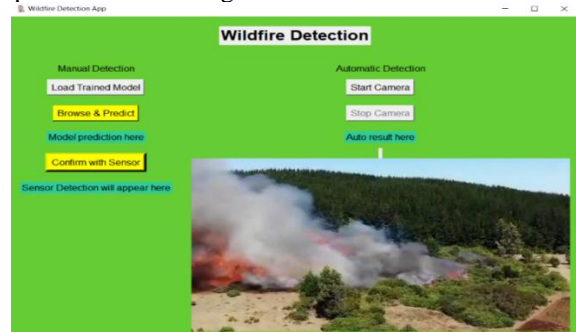 Wildfire Detection App
Wildfire Detection
Manual Detection
Load Trained Model
Browse & Predict
Model prediction here
Confirm with Sensor
Sensor Detection will appear here
Automatic Detection
Start Camera
Stop Camera
Auto result here